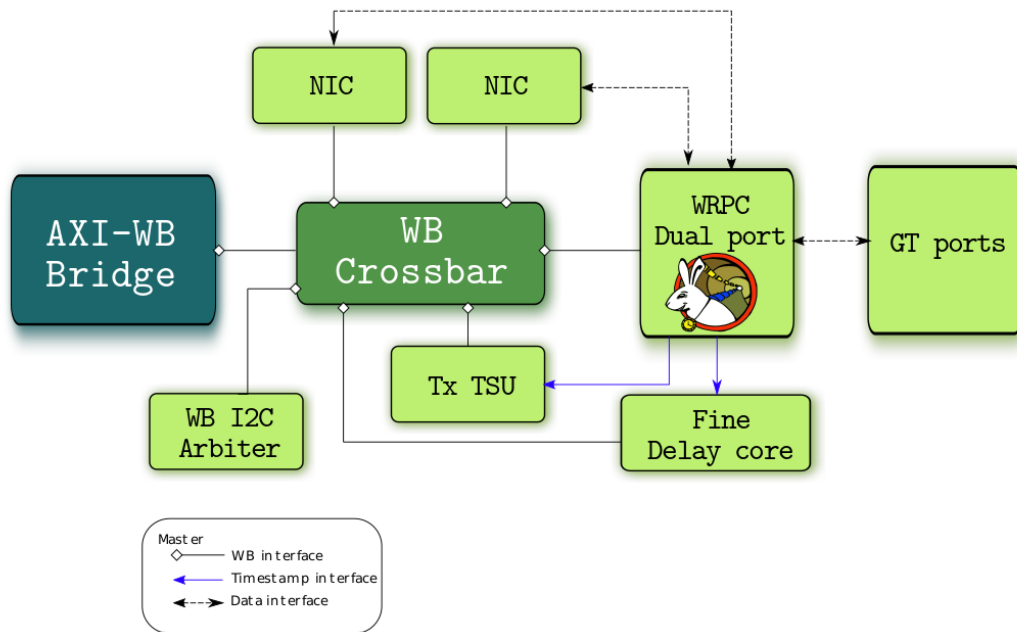 NIC
NIC
AXI-WB
Bridge
WB
Crossbar
WRPC
Dual port
GT ports
Tx TSU
WB I2C
Arbiter
Fine
Delay core
Master
WB interface
Timestamp interface
Data interface